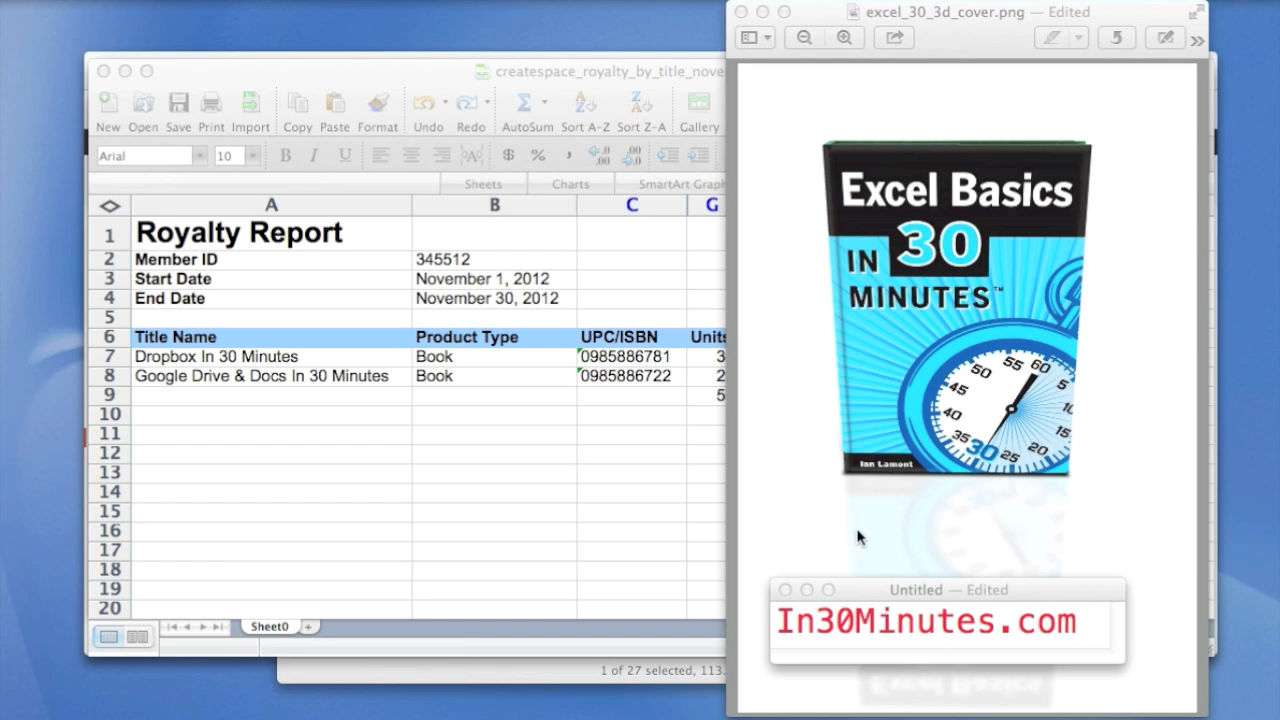 excel_30_3d_cover.png — Edited
createspace_royalty_by_title_nove
New Open Save Print Import Copy Paste Format Undo Redo AutoSum Sort A-Z Sort Z-A Gallery
Arial 10 B I U $ % ,
Sheets Charts SmartArt Graph
A B C G
1 Royalty Report
2 Member ID 345512
3 Start Date November 1, 2012
4 End Date November 30, 2012
5
6 Title Name Product Type UPC/ISBN Units
7 Dropbox In 30 Minutes Book 0985886781 3
8 Google Drive & Docs In 30 Minutes Book 0985886722 2
9 5
10
11
12
13
14
15
16
17
18
19
20
Sheet0
1 of 27 selected, 113.
Excel Basics
30
IN
MINUTES™
55 60
50 5
45 10
40 15
35 30 25 20
Ian Lamont
Untitled — Edited
In30Minutes.com
Excel Basics